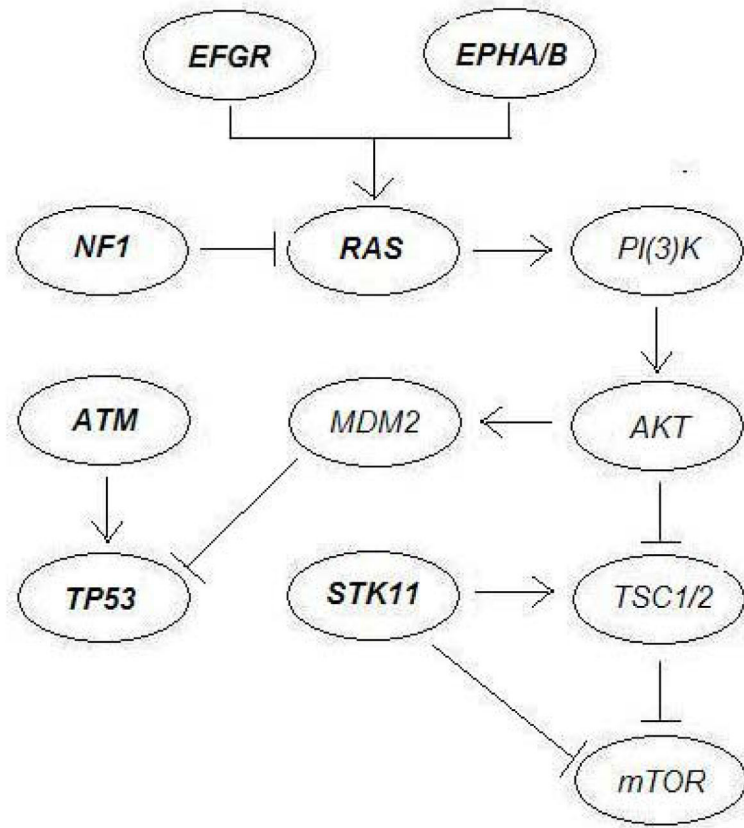 EFGR
EPHA/B
NF1
RAS
PI(3)K
ATM
MDM2
AKT
TP53
STK11
TSC1/2
mTOR